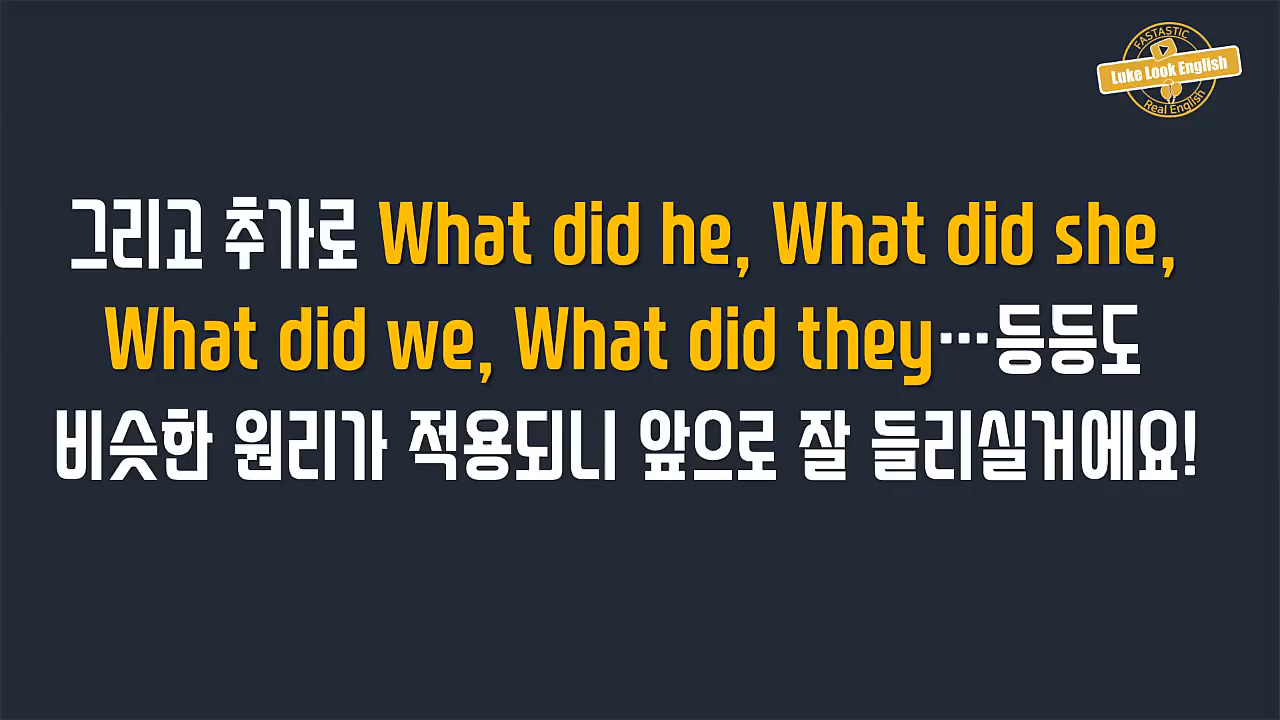 FASTASTIC
Luke Look English
Real English
그리고 추가로 What did he, What did she,
What did we, What did they…등등도
비슷한 원리가 적용되니 앞으로 잘 들리실거에요!